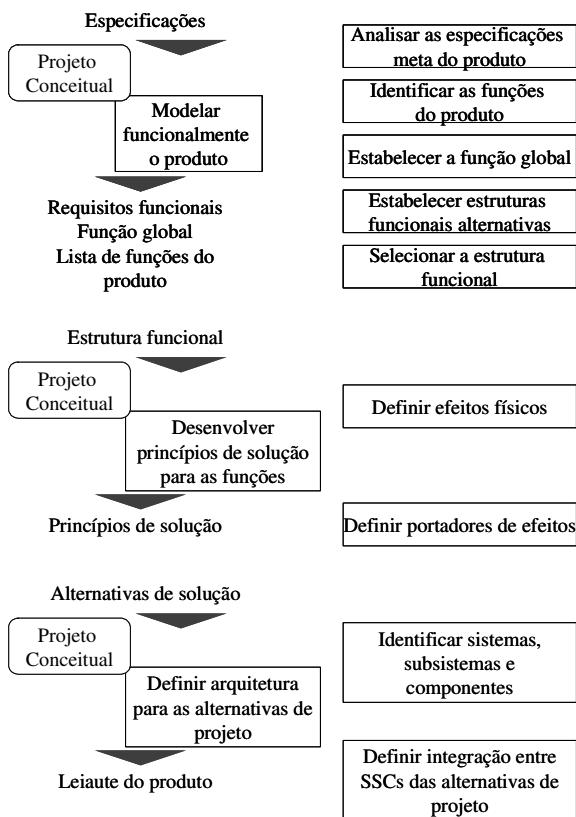 Especificações
Projeto
Conceitual
Modelar
funcionalmente
o produto
Requisitos funcionais
Função global
Lista de funções do
produto
Analisar as especificações
meta do produto
Identificar as funções
do produto
Estabelecer a função global
Estabelecer estruturas
funcionais alternativas
Selecionar a estrutura
funcional
Estrutura funcional
Projeto
Conceitual
Desenvolver
princípios de solução
para as funções
Princípios de solução
Definir efeitos físicos
Definir portadores de efeitos
Alternativas de solução
Projeto
Conceitual
Definir arquitetura
para as alternativas de
projeto
Leiaute do produto
Identificar sistemas,
subsistemas e
componentes
Definir integração entre
SSCs das alternativas de
projeto